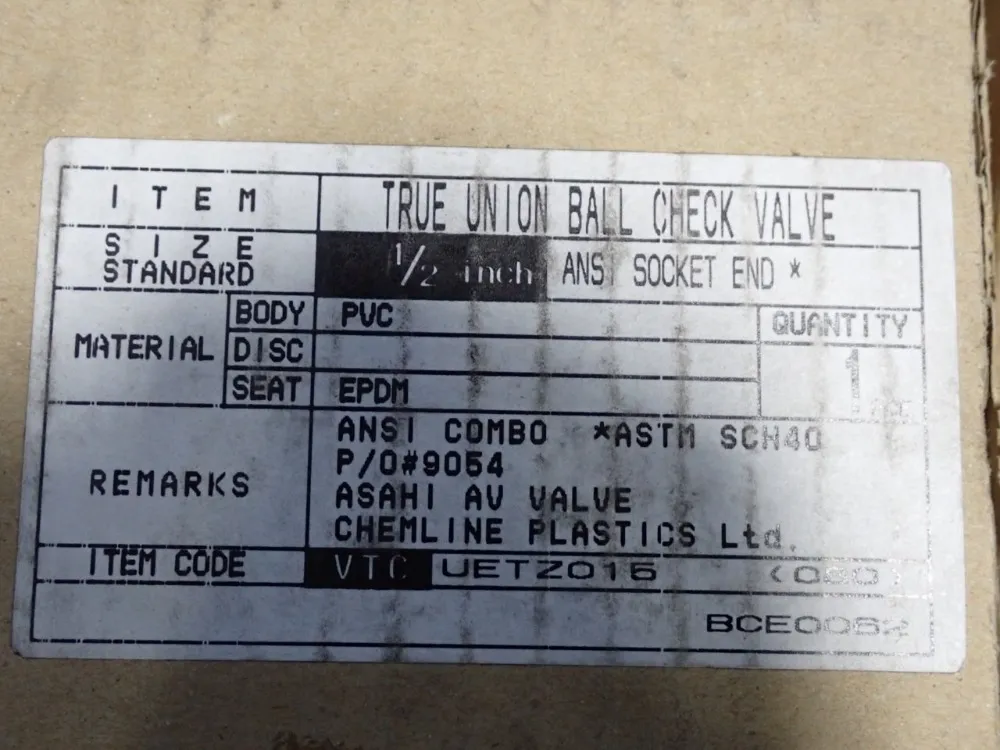 ITEM TRUE UNION BALL CHECK VALVE
SIZE STANDARD 1/2 inch ANSI SOCKET END *
MATERIAL BODY PVC QUANTITY
DISC 1
SEAT EPDM
REMARKS ANSI COMBO *ASTM SCH40
P/O#9054
ASAHI AV VALVE
CHEMLINE PLASTICS Ltd.
ITEM CODE VTC UETZ015
BCE0052